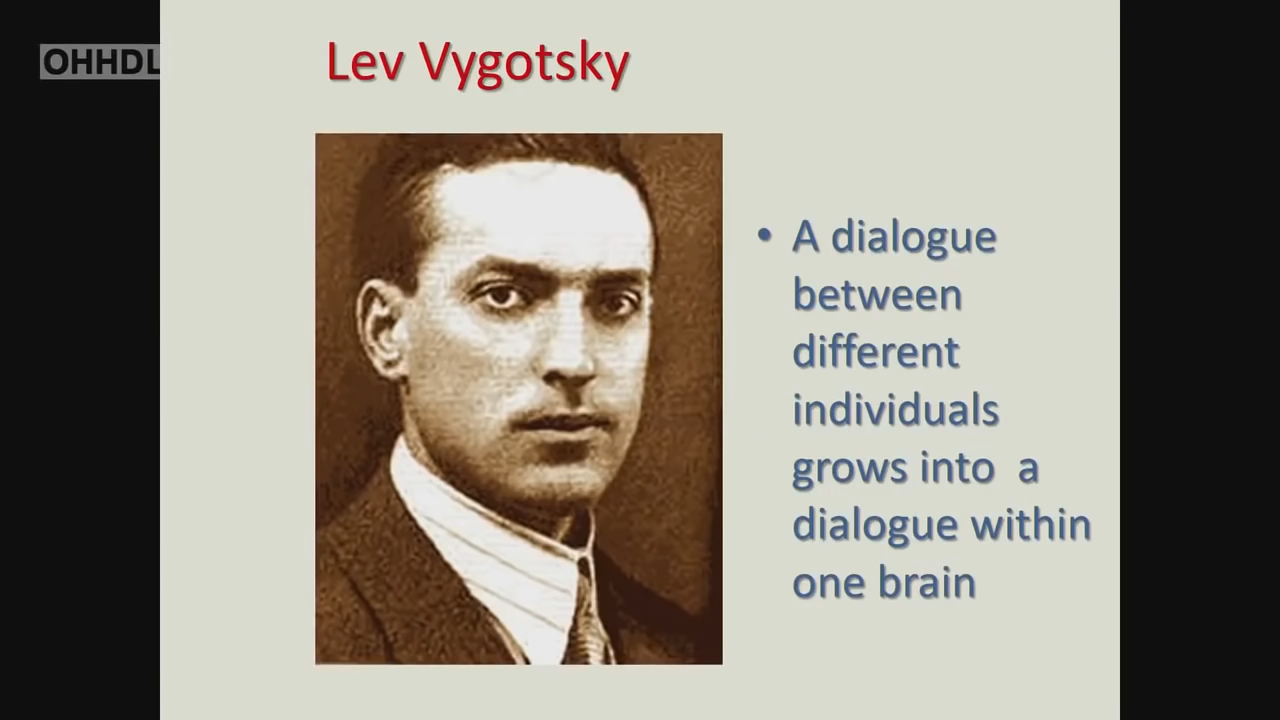 OHHDL
Lev Vygotsky
• A dialogue
between
different
individuals
grows into a
dialogue within
one brain